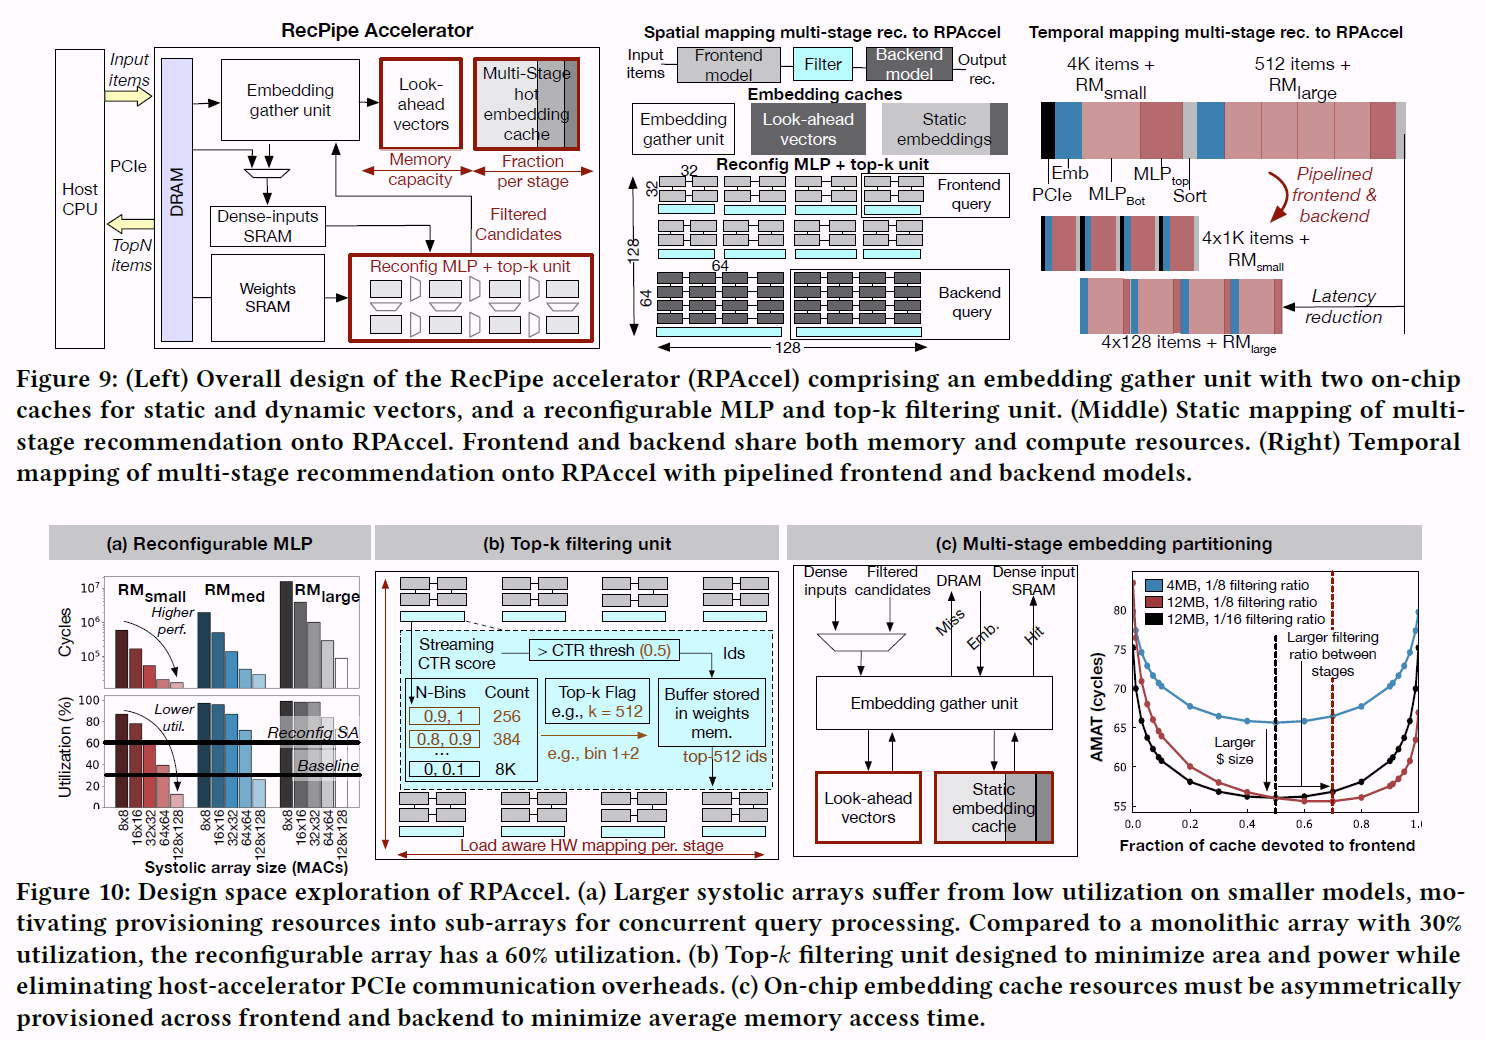 RecPipe Accelerator
Input
items
PCIe
Host
CPU
TopN
items
DRAM
Embedding
gather unit
Look-
ahead
vectors
Multi-Stage
hot
embedding
cache
Memory
capacity
Fraction
per stage
Dense-inputs
SRAM
Filtered
Candidates
Weights
SRAM
Reconfig MLP + top-k unit
Spatial mapping multi-stage rec. to RPAccel
Input
items
Frontend
model
Filter
Backend
model
Output
rec.
Embedding caches
Embedding
gather unit
Look-ahead
vectors
Static
embeddings
Reconfig MLP + top-k unit
32
32
128
64
64
128
Frontend
query
Backend
query
Temporal mapping multi-stage rec. to RPAccel
4K items +
RMsmall
512 items +
RMlarge
PCIe
Emb
MLPBot
MLPtop
Sort
Pipelined
frontend &
backend
4x1K items +
RMsmall
Latency
reduction
4x128 items + RMlarge
Figure 9: (Left) Overall design of the RecPipe accelerator (RPAccel) comprising an embedding gather unit with two on-chip
caches for static and dynamic vectors, and a reconfigurable MLP and top-k filtering unit. (Middle) Static mapping of multi-
stage recommendation onto RPAccel. Frontend and backend share both memory and compute resources. (Right) Temporal
mapping of multi-stage recommendation onto RPAccel with pipelined frontend and backend models.
(a) Reconfigurable MLP
RMsmall
RMmed
RMlarge
Higher
perf.
Cycles
10^7
10^6
10^5
Lower
util.
Reconfig SA
Baseline
Utilization (%)
100
80
60
40
20
0
8x8
16x16
32x32
64x64
128x128
8x8
16x16
32x32
64x64
128x128
8x8
16x16
32x32
64x64
128x128
Systolic array size (MACs)
(b) Top-k filtering unit
Streaming
CTR score
> CTR thresh (0.5)
Ids
N-Bins
Count
0.9, 1
256
0.8, 0.9
384
...
0, 0.1
8K
Top-k Flag
e.g., k = 512
e.g., bin 1+2
Buffer stored
in weights
mem.
top-512 ids
Load aware HW mapping per. stage
(c) Multi-stage embedding partitioning
Dense
inputs
Filtered
candidates
DRAM
Dense input
SRAM
Miss
Emb.
Hit
Embedding gather unit
Look-ahead
vectors
Static
embedding
cache
4MB, 1/8 filtering ratio
12MB, 1/8 filtering ratio
12MB, 1/16 filtering ratio
Larger filtering
ratio between
stages
Larger
$ size
AMAT (cycles)
80
75
70
65
60
55
0.0
0.2
0.4
0.6
0.8
1.
Fraction of cache devoted to frontend
Figure 10: Design space exploration of RPAccel. (a) Larger systolic arrays suffer from low utilization on smaller models, mo-
tivating provisioning resources into sub-arrays for concurrent query processing. Compared to a monolithic array with 30%
utilization, the reconfigurable array has a 60% utilization. (b) Top-k filtering unit designed to minimize area and power while
eliminating host-accelerator PCIe communication overheads. (c) On-chip embedding cache resources must be asymmetrically
provisioned across frontend and backend to minimize average memory access time.